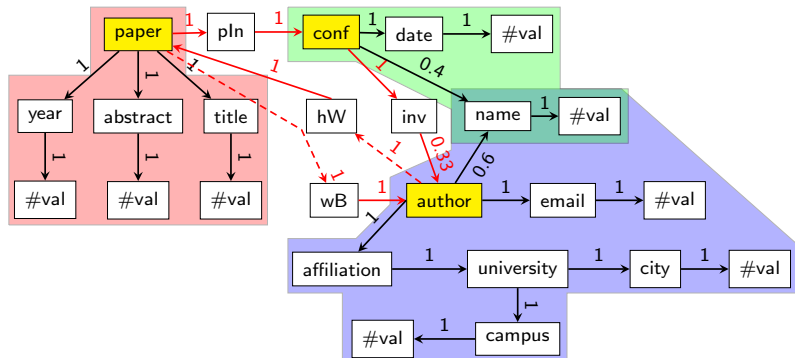 paper 1 pIn 1 conf 1 date 1 #val
1 1 1 1 1 0.4
year abstract title hW inv name 1 #val
1 1 1 1 0.33 0.6
#val #val #val 1 wB 1 author 1 email 1 #val
1
affiliation 1 university 1 city 1 #val
1
#val 1 campus